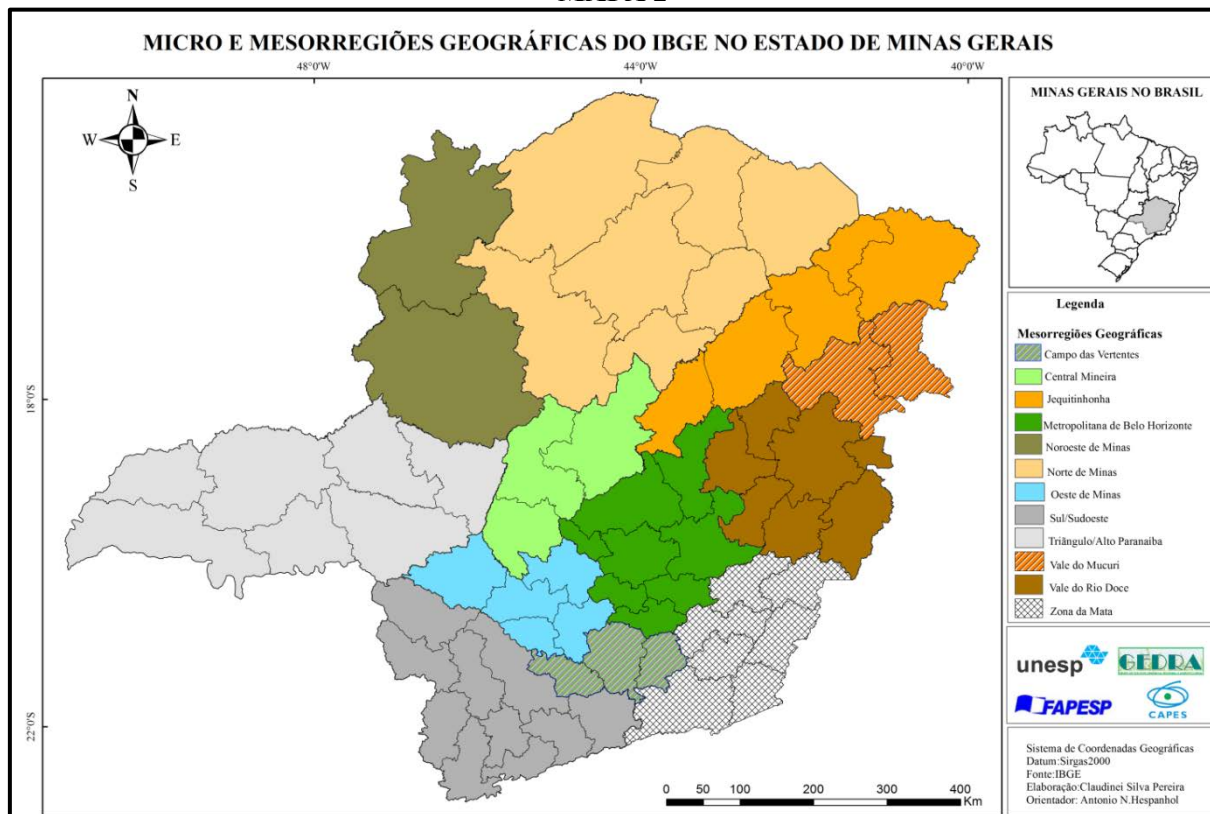 MICRO E MESORREGIÕES GEOGRÁFICAS DO IBGE NO ESTADO DE MINAS GERAIS
48°0'W
44°0'W
40°0'W
N
W
E
S
18°0'S
22°0'S
0 50 100 200 300 400
Km
MINAS GERAIS NO BRASIL
Legenda
Mesorregiões Geográficas
Campo das Vertentes
Central Mineira
Jequitinhonha
Metropolitana de Belo Horizonte
Noroeste de Minas
Norte de Minas
Oeste de Minas
Sul/Sudoeste
Triângulo/Alto Paranaiba
Vale do Mucuri
Vale do Rio Doce
Zona da Mata
unesp
GEDRA
FAPESP
CAPES
Sistema de Coordenadas Geográficas
Datum:Sirgas2000
Fonte:IBGE
Elaboração:Claudinei Silva Pereira
Orientador: Antonio N.Hespanhol